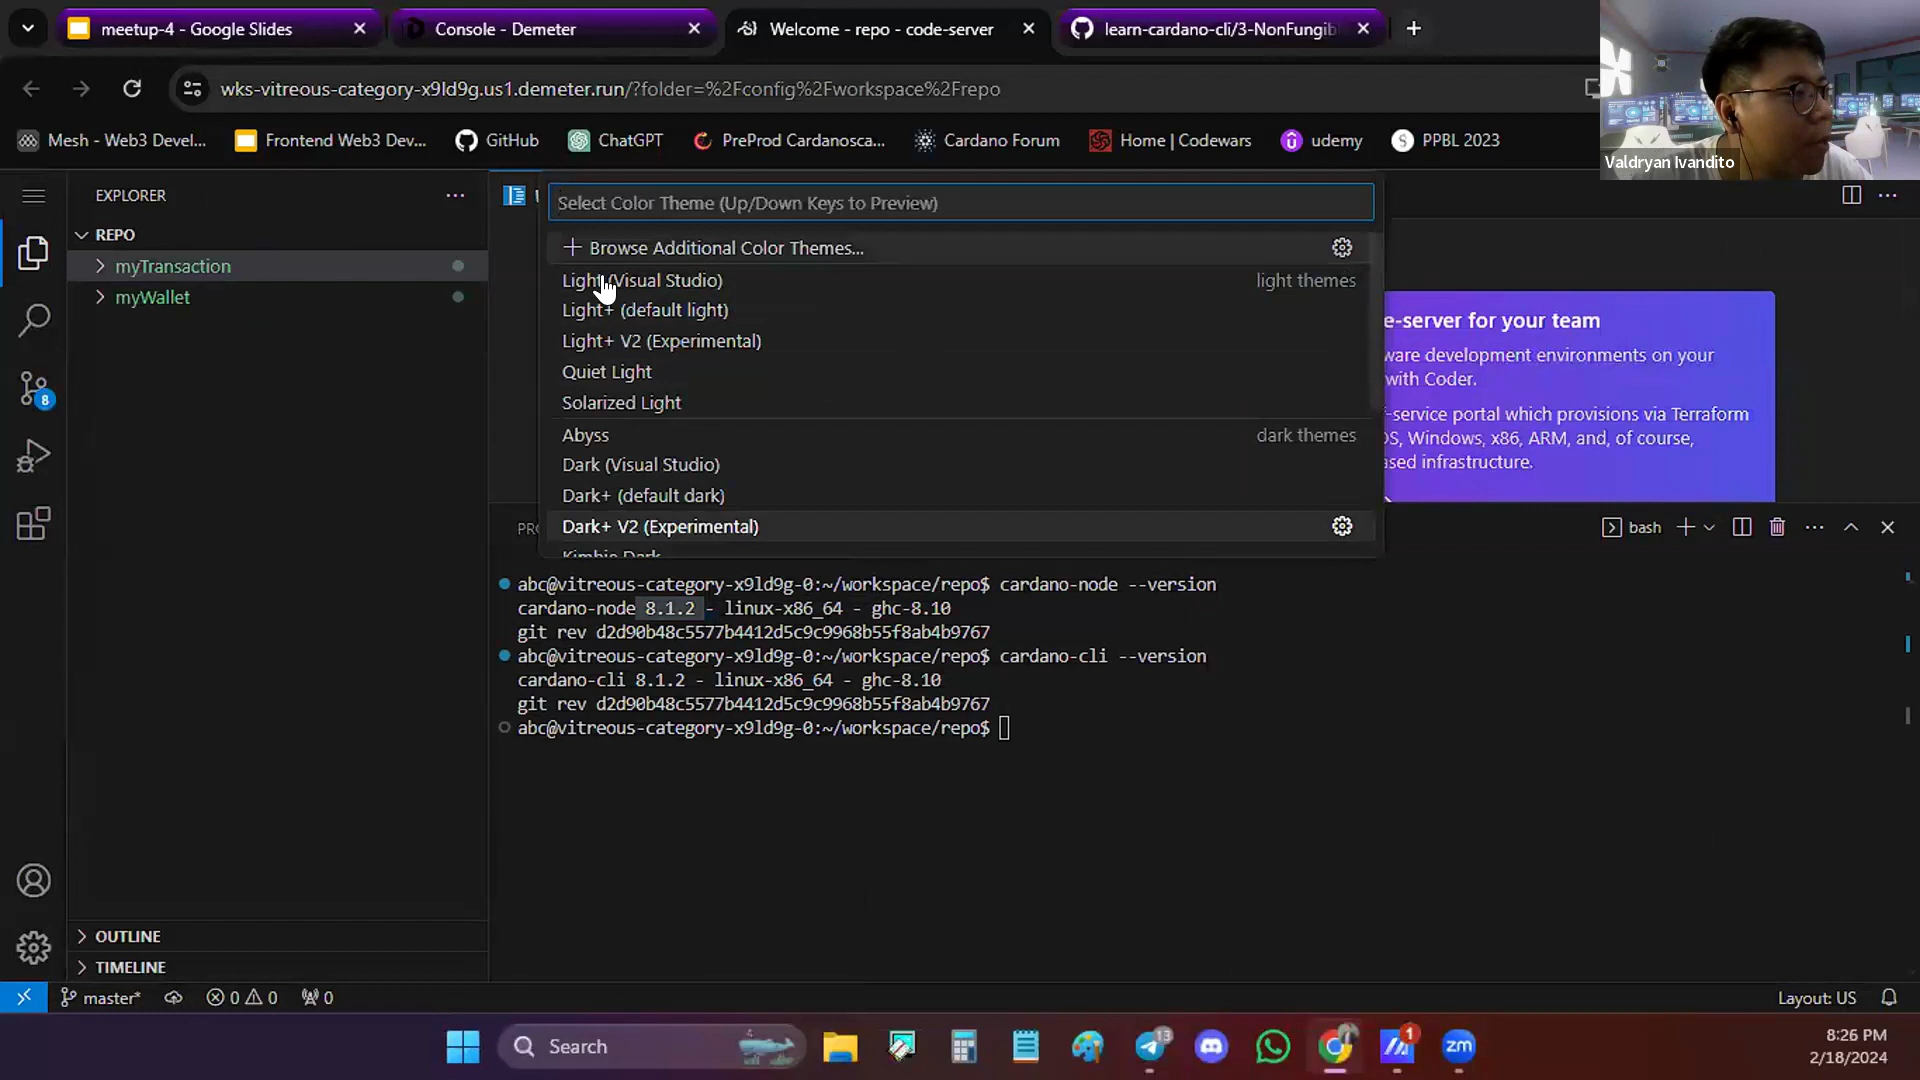 meetup-4 - Google Slides
Console - Demeter
Welcome - repo - code-server
learn-cardano-cli/3-NonFungib
wks-vitreous-category-x9ld9g.us1.demeter.run/?folder=%2Fconfig%2Fworkspace%2Frepo
Mesh - Web3 Devel...
Frontend Web3 Dev...
GitHub
ChatGPT
PreProd Cardanosca...
Cardano Forum
Home | Codewars
udemy
PPBL 2023
Valdryan Ivandito
EXPLORER
REPO
myTransaction
myWallet
8
Select Color Theme (Up/Down Keys to Preview)
Browse Additional Color Themes...
Light (Visual Studio)
light themes
Light+ (default light)
Light+ V2 (Experimental)
Quiet Light
Solarized Light
Abyss
dark themes
Dark (Visual Studio)
Dark+ (default dark)
Dark+ V2 (Experimental)
Kimbie Dark
e-server for your team
ware development environments on your
with Coder.
f-service portal which provisions via Terraform
OS, Windows, x86, ARM, and, of course,
ased infrastructure.
bash
abc@vitreous-category-x9ld9g-0:~/workspace/repo$ cardano-node --version
cardano-node 8.1.2 - linux-x86_64 - ghc-8.10
git rev d2d90b48c5577b4412d5c9c9968b55f8ab4b9767
abc@vitreous-category-x9ld9g-0:~/workspace/repo$ cardano-cli --version
cardano-cli 8.1.2 - linux-x86_64 - ghc-8.10
git rev d2d90b48c5577b4412d5c9c9968b55f8ab4b9767
abc@vitreous-category-x9ld9g-0:~/workspace/repo$
OUTLINE
TIMELINE
master*
0
0
0
Layout: US
Search
13
1
zm
8:26 PM
2/18/2024